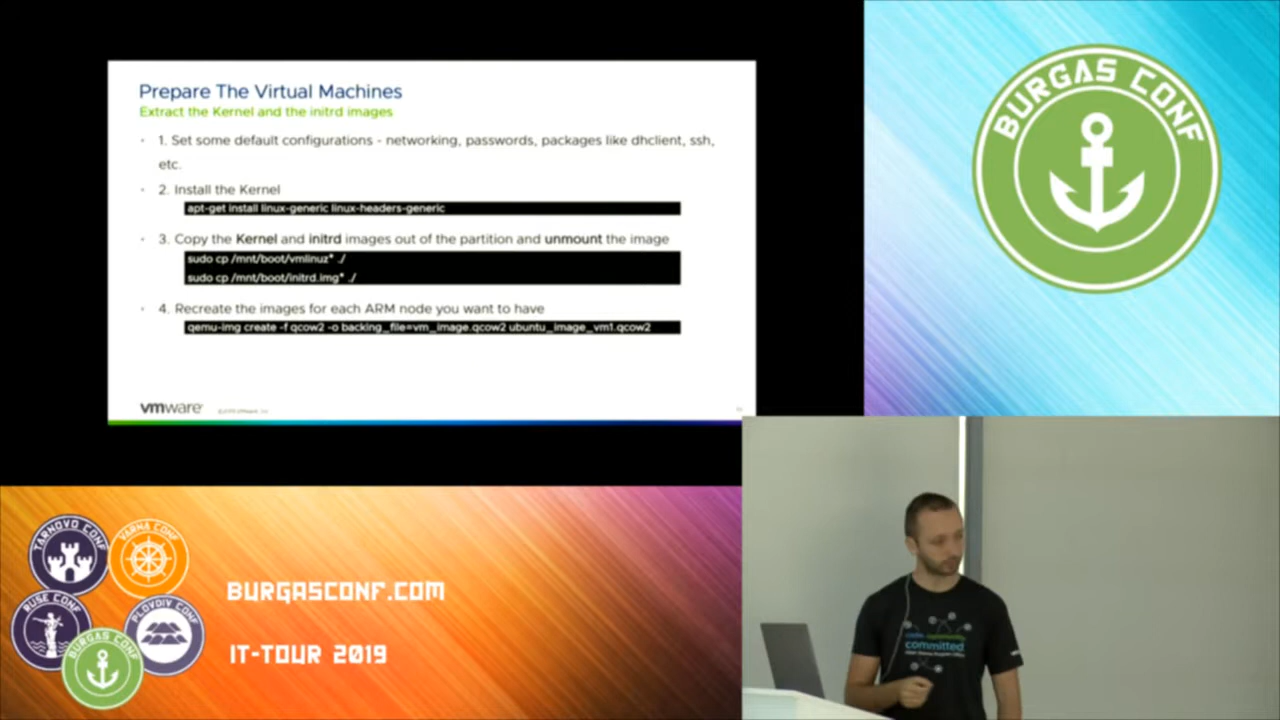 Prepare The Virtual Machines
Extract the Kernel and the initrd images
1. Set some default configurations - networking, passwords, packages like dhclient, ssh,
etc.
2. Install the Kernel
apt-get install linux-generic linux-headers-generic
3. Copy the Kernel and initrd images out of the partition and unmount the image
sudo cp /mnt/boot/vmlinuz* ./
sudo cp /mnt/boot/initrd.img* ./
4. Recreate the images for each ARM node you want to have
qemu-img create -f qcow2 -o backing_file=vm_image.qcow2 ubuntu_image_vm1.qcow2
vmware
BURGAS CONF
TARNOVO CONF
VARNA CONF
RUSE CONF
PLOVDIV CONF
BURGAS CONF
BURGASCONF.COM
IT-TOUR 2019
committed